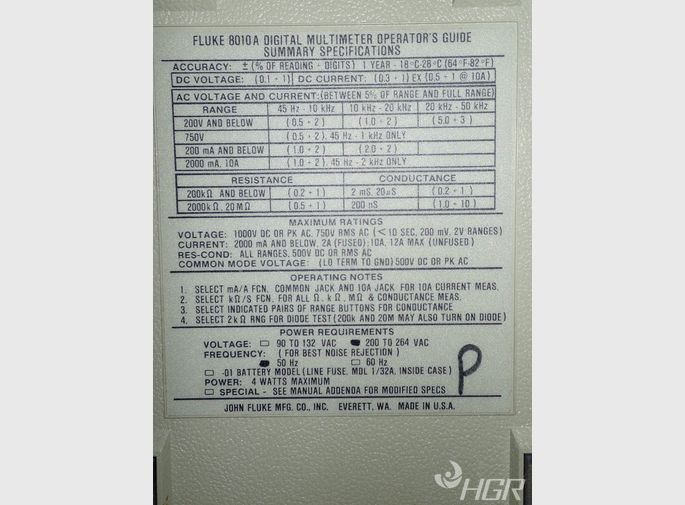 FLUKE 8010A DIGITAL MULTIMETER OPERATOR'S GUIDE
SUMMARY SPECIFICATIONS
ACCURACY: ± (% OF READING + DIGITS) 1 YEAR - 18°C-28°C (64°F-82°F)
DC VOLTAGE: (0.1 + 1) DC CURRENT: (0.3 + 1) EX (0.5 + 1 @ 10A)
AC VOLTAGE AND CURRENT: (BETWEEN 5% OF RANGE AND FULL RANGE)
RANGE 45 Hz - 10 kHz 10 kHz - 20 kHz 20 kHz - 50 kHz
200V AND BELOW (0.5 + 2) (1.0 + 2) (5.0 + 3)
750V (0.5 + 2), 45 Hz - 1 kHz ONLY
200 mA AND BELOW (1.0 + 2) (2.0 + 2)
2000 mA, 10A (1.0 + 2), 45 Hz - 2 kHz ONLY
RESISTANCE CONDUCTANCE
200kΩ AND BELOW (0.2 + 1) 2 mS, 20µS (0.2 + 1)
2000kΩ, 20MΩ (0.5 + 1) 200 nS (1.0 + 10)
MAXIMUM RATINGS
VOLTAGE: 1000V DC OR PK AC, 750V RMS AC (<10 SEC, 200 mV, 2V RANGES)
CURRENT: 2000 mA AND BELOW, 2A (FUSED); 10A, 12A MAX (UNFUSED)
RES-COND: ALL RANGES, 500V DC OR RMS AC
COMMON MODE VOLTAGE: (LO TERM TO GND) 500V DC OR PK AC
OPERATING NOTES
1. SELECT mA/A FCN, COMMON JACK AND 10A JACK FOR 10A CURRENT MEAS.
2. SELECT kΩ/S FCN, FOR ALL Ω, kΩ, MΩ & CONDUCTANCE MEAS.
3. SELECT INDICATED PAIRS OF RANGE BUTTONS FOR CONDUCTANCE
4. SELECT 2kΩ RNG FOR DIODE TEST (200k AND 20M MAY ALSO TURN ON DIODE)
POWER REQUIREMENTS
VOLTAGE: 90 TO 132 VAC 200 TO 264 VAC
FREQUENCY: (FOR BEST NOISE REJECTION)
50 Hz 60 Hz
-01 BATTERY MODEL (LINE FUSE, MDL 1/32A, INSIDE CASE)
POWER: 4 WATTS MAXIMUM
SPECIAL - SEE MANUAL ADDENDA FOR MODIFIED SPECS
P
JOHN FLUKE MFG. CO., INC. EVERETT, WA. MADE IN U.S.A.
HGR